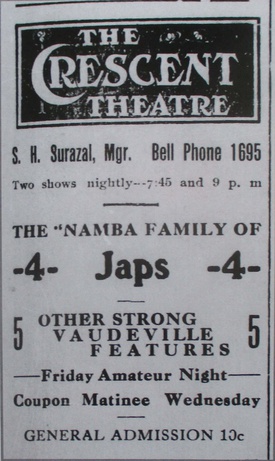 THE
CRESCENT
THEATRE
S. H. Surazal, Mgr. Bell Phone 1695
Two shows nightly--7:45 and 9 p. m
THE "NAMBA FAMILY OF
-4- Japs -4-
5 OTHER STRONG 5
VAUDEVILLE
FEATURES
Friday Amateur Night
Coupon Matinee Wednesday
GENERAL ADMISSION 10c